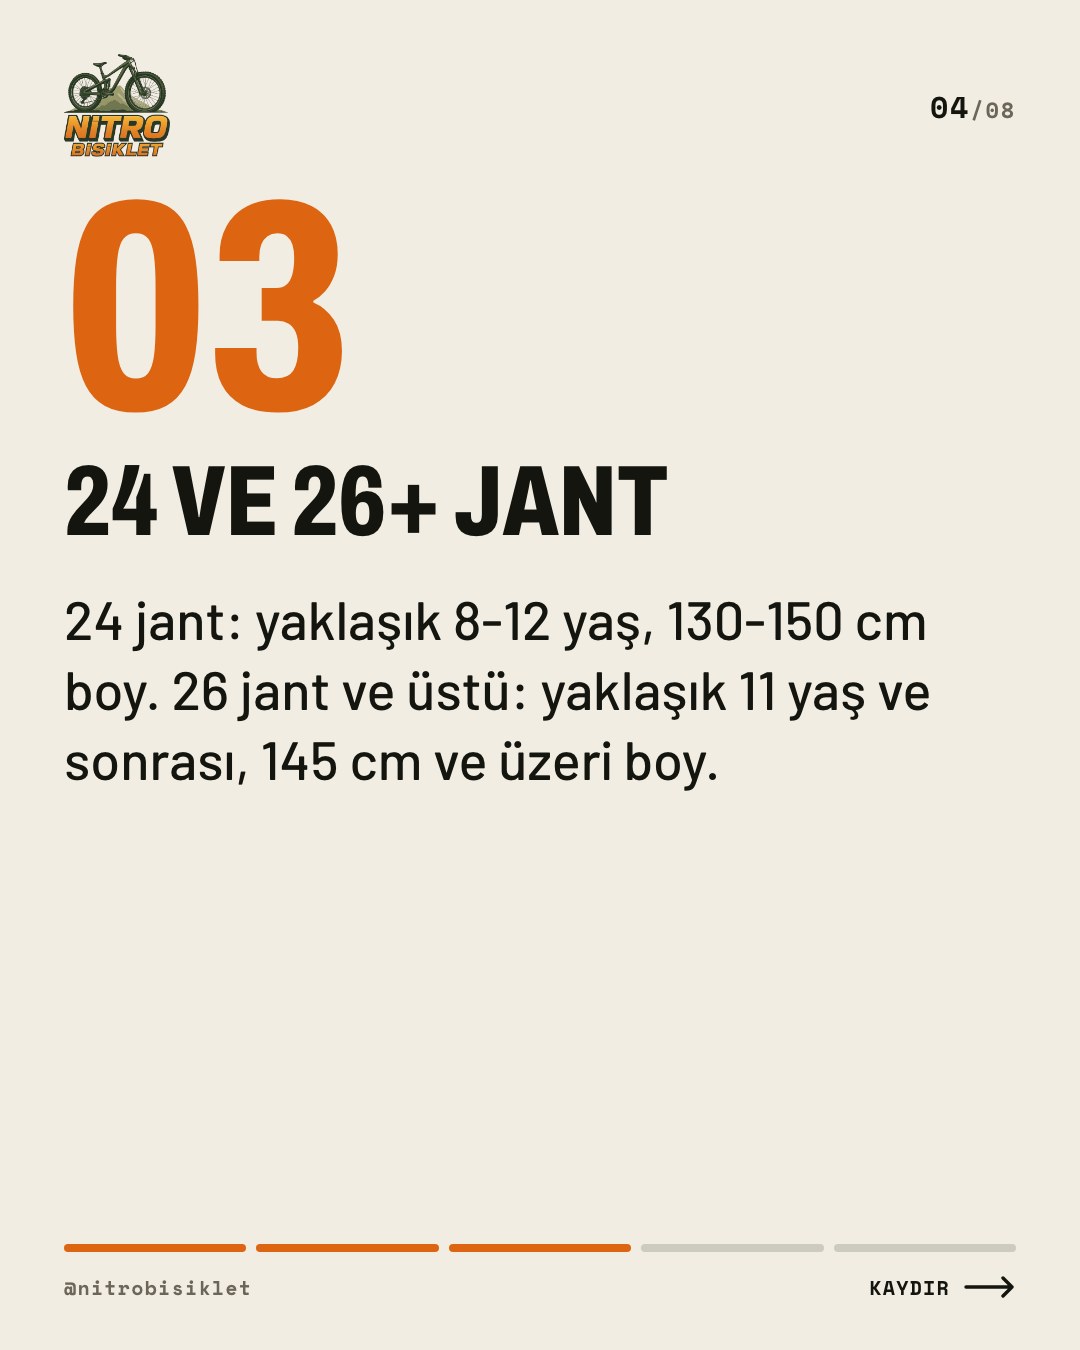 NiTRO
BISIKLET
04/08
03
24 VE 26+ JANT
24 jant: yaklaşık 8-12 yaş, 130-150 cm
boy. 26 jant ve üstü: yaklaşık 11 yaş ve
sonrası, 145 cm ve üzeri boy.
@nitrobisiklet
KAYDIR